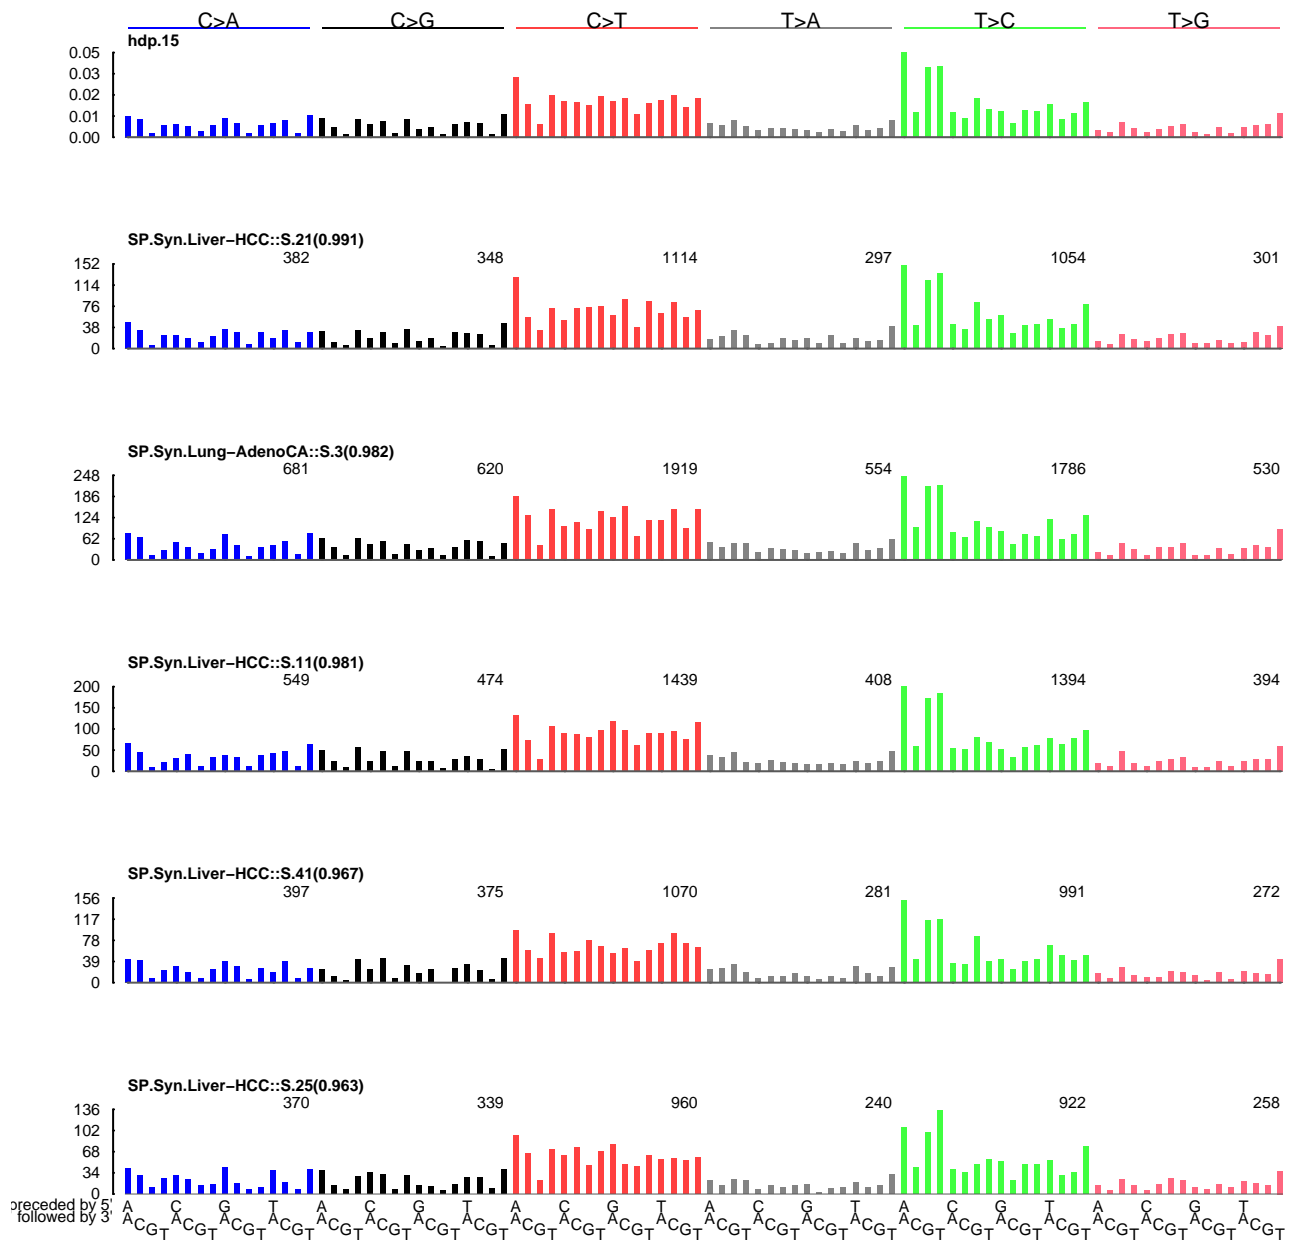 C>A C>G C>T T>A T>C T>G
hdp.15
0.05
0.03
0.02
0.01
0.00
SP.Syn.Liver−HCC::S.21(0.991)
382 348 1114 297 1054 301
152
114
76
38
0
SP.Syn.Lung−AdenoCA::S.3(0.982)
681 620 1919 554 1786 530
248
186
124
62
0
SP.Syn.Liver−HCC::S.11(0.981)
549 474 1439 408 1394 394
200
150
100
50
0
SP.Syn.Liver−HCC::S.41(0.967)
397 375 1070 281 991 272
156
117
78
39
0
SP.Syn.Liver−HCC::S.25(0.963)
370 339 960 240 922 258
136
102
68
34
0
preceded by 5' A C G T A C G T A C G T A C G T A C G T A C G T
followed by 3' ACGT ACGT ACGT ACGT ACGT ACGT ACGT ACGT ACGT ACGT ACGT ACGT ACGT ACGT ACGT ACGT ACGT ACGT ACGT ACGT ACGT ACGT ACGT ACGT